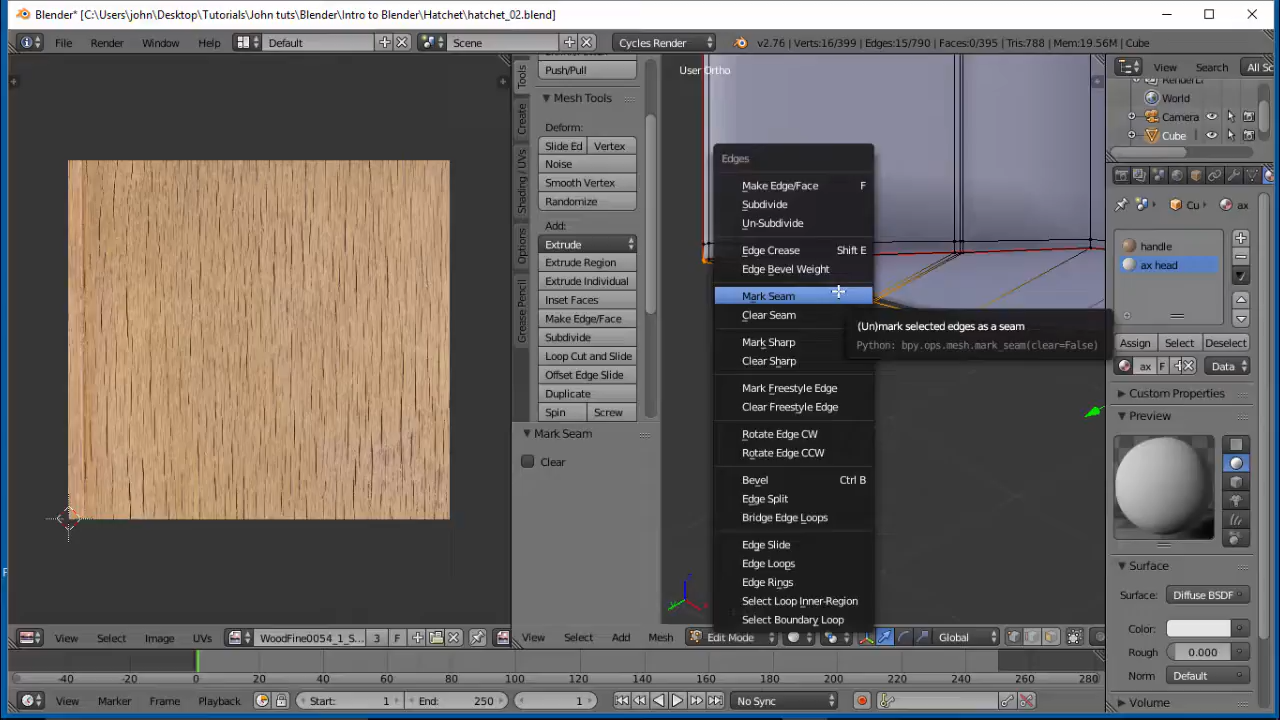 Blender* [C:\Users\john\Desktop\Tutorials\John tuts\Blender\Intro to Blender\Hatchet\hatchet_02.blend]
File Render Window Help Default Scene Cycles Render v2.76 | Verts:16/399 | Edges:15/790 | Faces:0/395 | Tris:788 | Mem:19.56M | Cube
Push/Pull
Mesh Tools
Deform:
Slide Ed Vertex
Noise
Smooth Vertex
Randomize
Add:
Extrude
Extrude Region
Extrude Individual
Inset Faces
Make Edge/Face
Subdivide
Loop Cut and Slide
Offset Edge Slide
Duplicate
Spin Screw
Mark Seam
Clear
Tools
Create
Shading / UVs
Options
Grease Pencil
User Ortho
Edges
Make Edge/Face F
Subdivide
Un-Subdivide
Edge Crease Shift E
Edge Bevel Weight
Mark Seam
Clear Seam
Mark Sharp
Clear Sharp
Mark Freestyle Edge
Clear Freestyle Edge
Rotate Edge CW
Rotate Edge CCW
Bevel Ctrl B
Edge Split
Bridge Edge Loops
Edge Slide
Edge Loops
Edge Rings
Select Loop Inner-Region
Select Boundary Loop
(Un)mark selected edges as a seam
Python: bpy.ops.mesh.mark_seam(clear=False)
View Search All Sc
World
Camera
Cube
Cu ax
handle
ax head
Assign Select Deselect
ax F Data
Custom Properties
Preview
Surface
Surface: Diffuse BSDF
Color:
Rough 0.000
Norm Default
Volume
View Select Image UVs WoodFine0054_1_S... 3 F
View Select Add Mesh Edit Mode Global
-40 -20 0 20 40 60 80 100 120 140 160 180 200 220 240 260 280
View Marker Frame Playback Start: 1 End: 250 1 No Sync